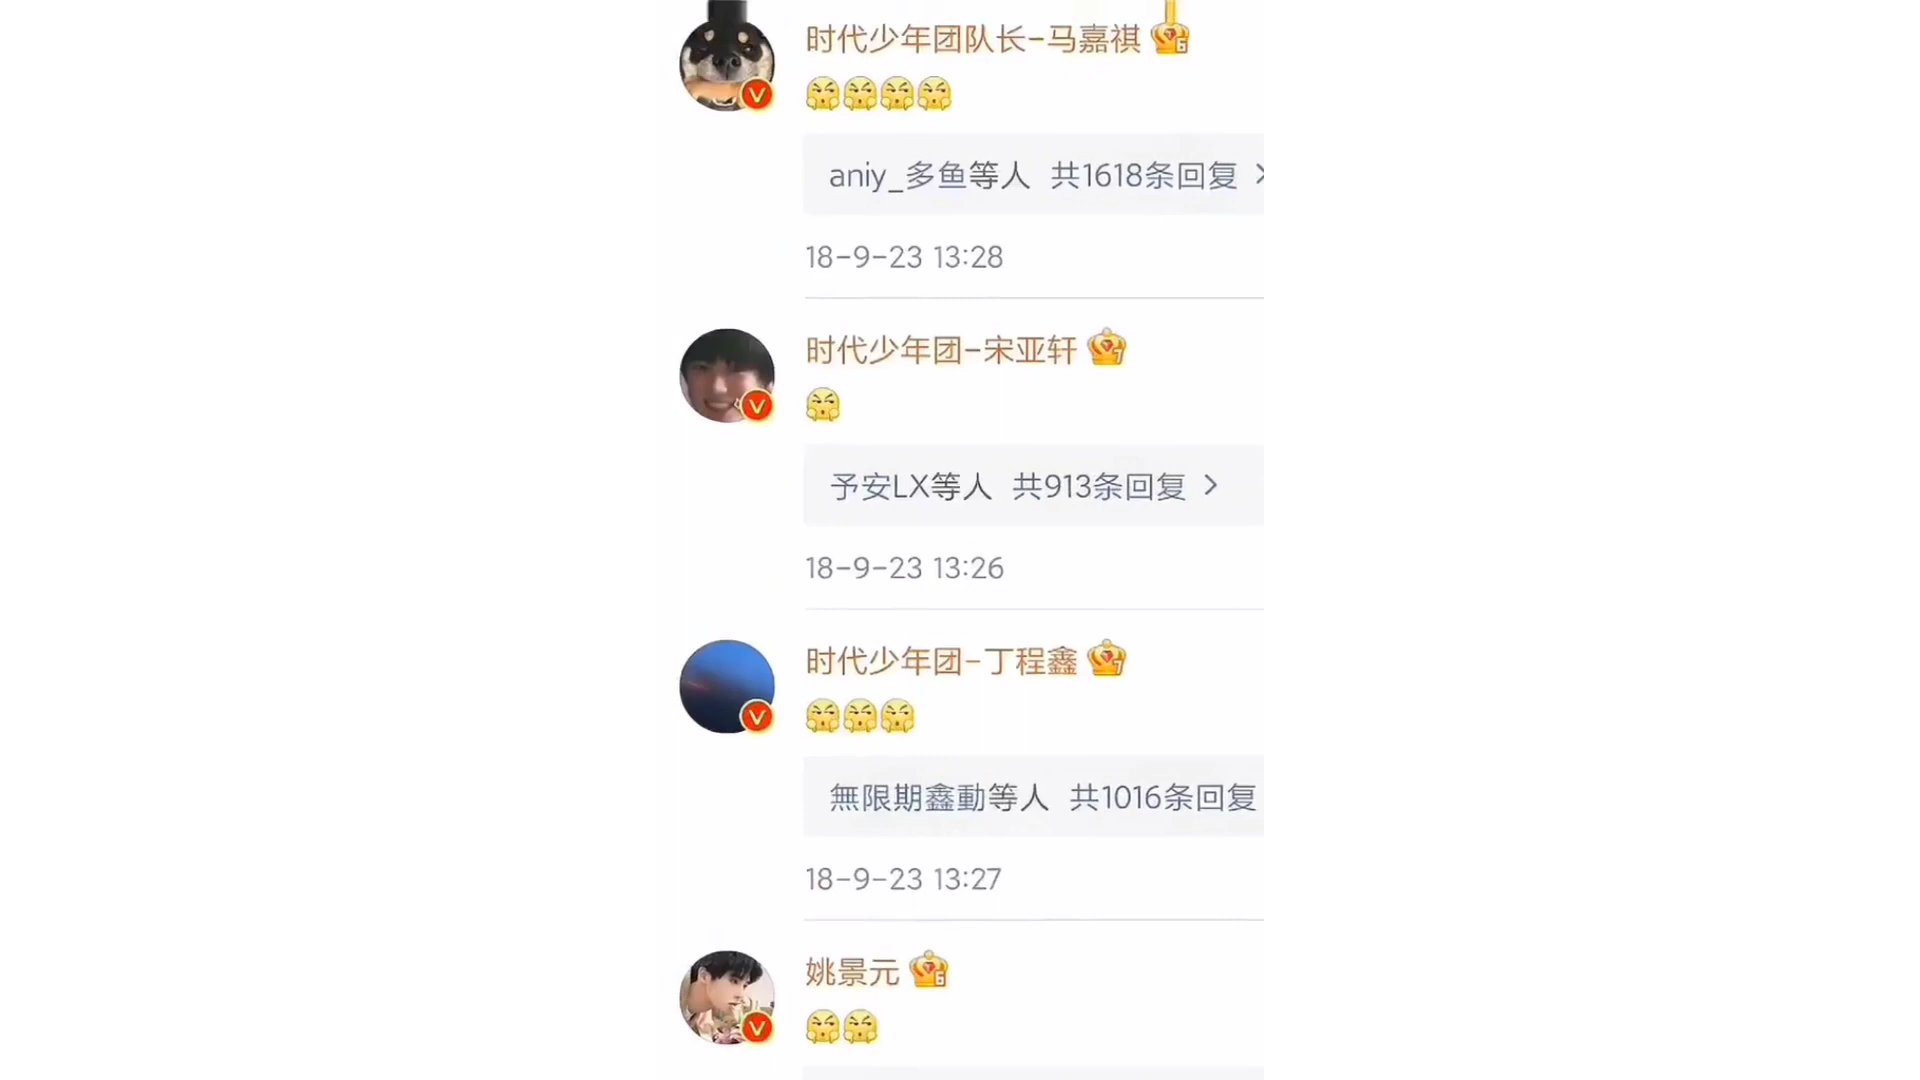 时代少年团队长-马嘉祺
aniy_多鱼等人 共1618条回复
18-9-23 13:28
时代少年团-宋亚轩
予安LX等人 共913条回复
18-9-23 13:26
时代少年团-丁程鑫
無限期鑫動等人 共1016条回复
18-9-23 13:27
姚景元